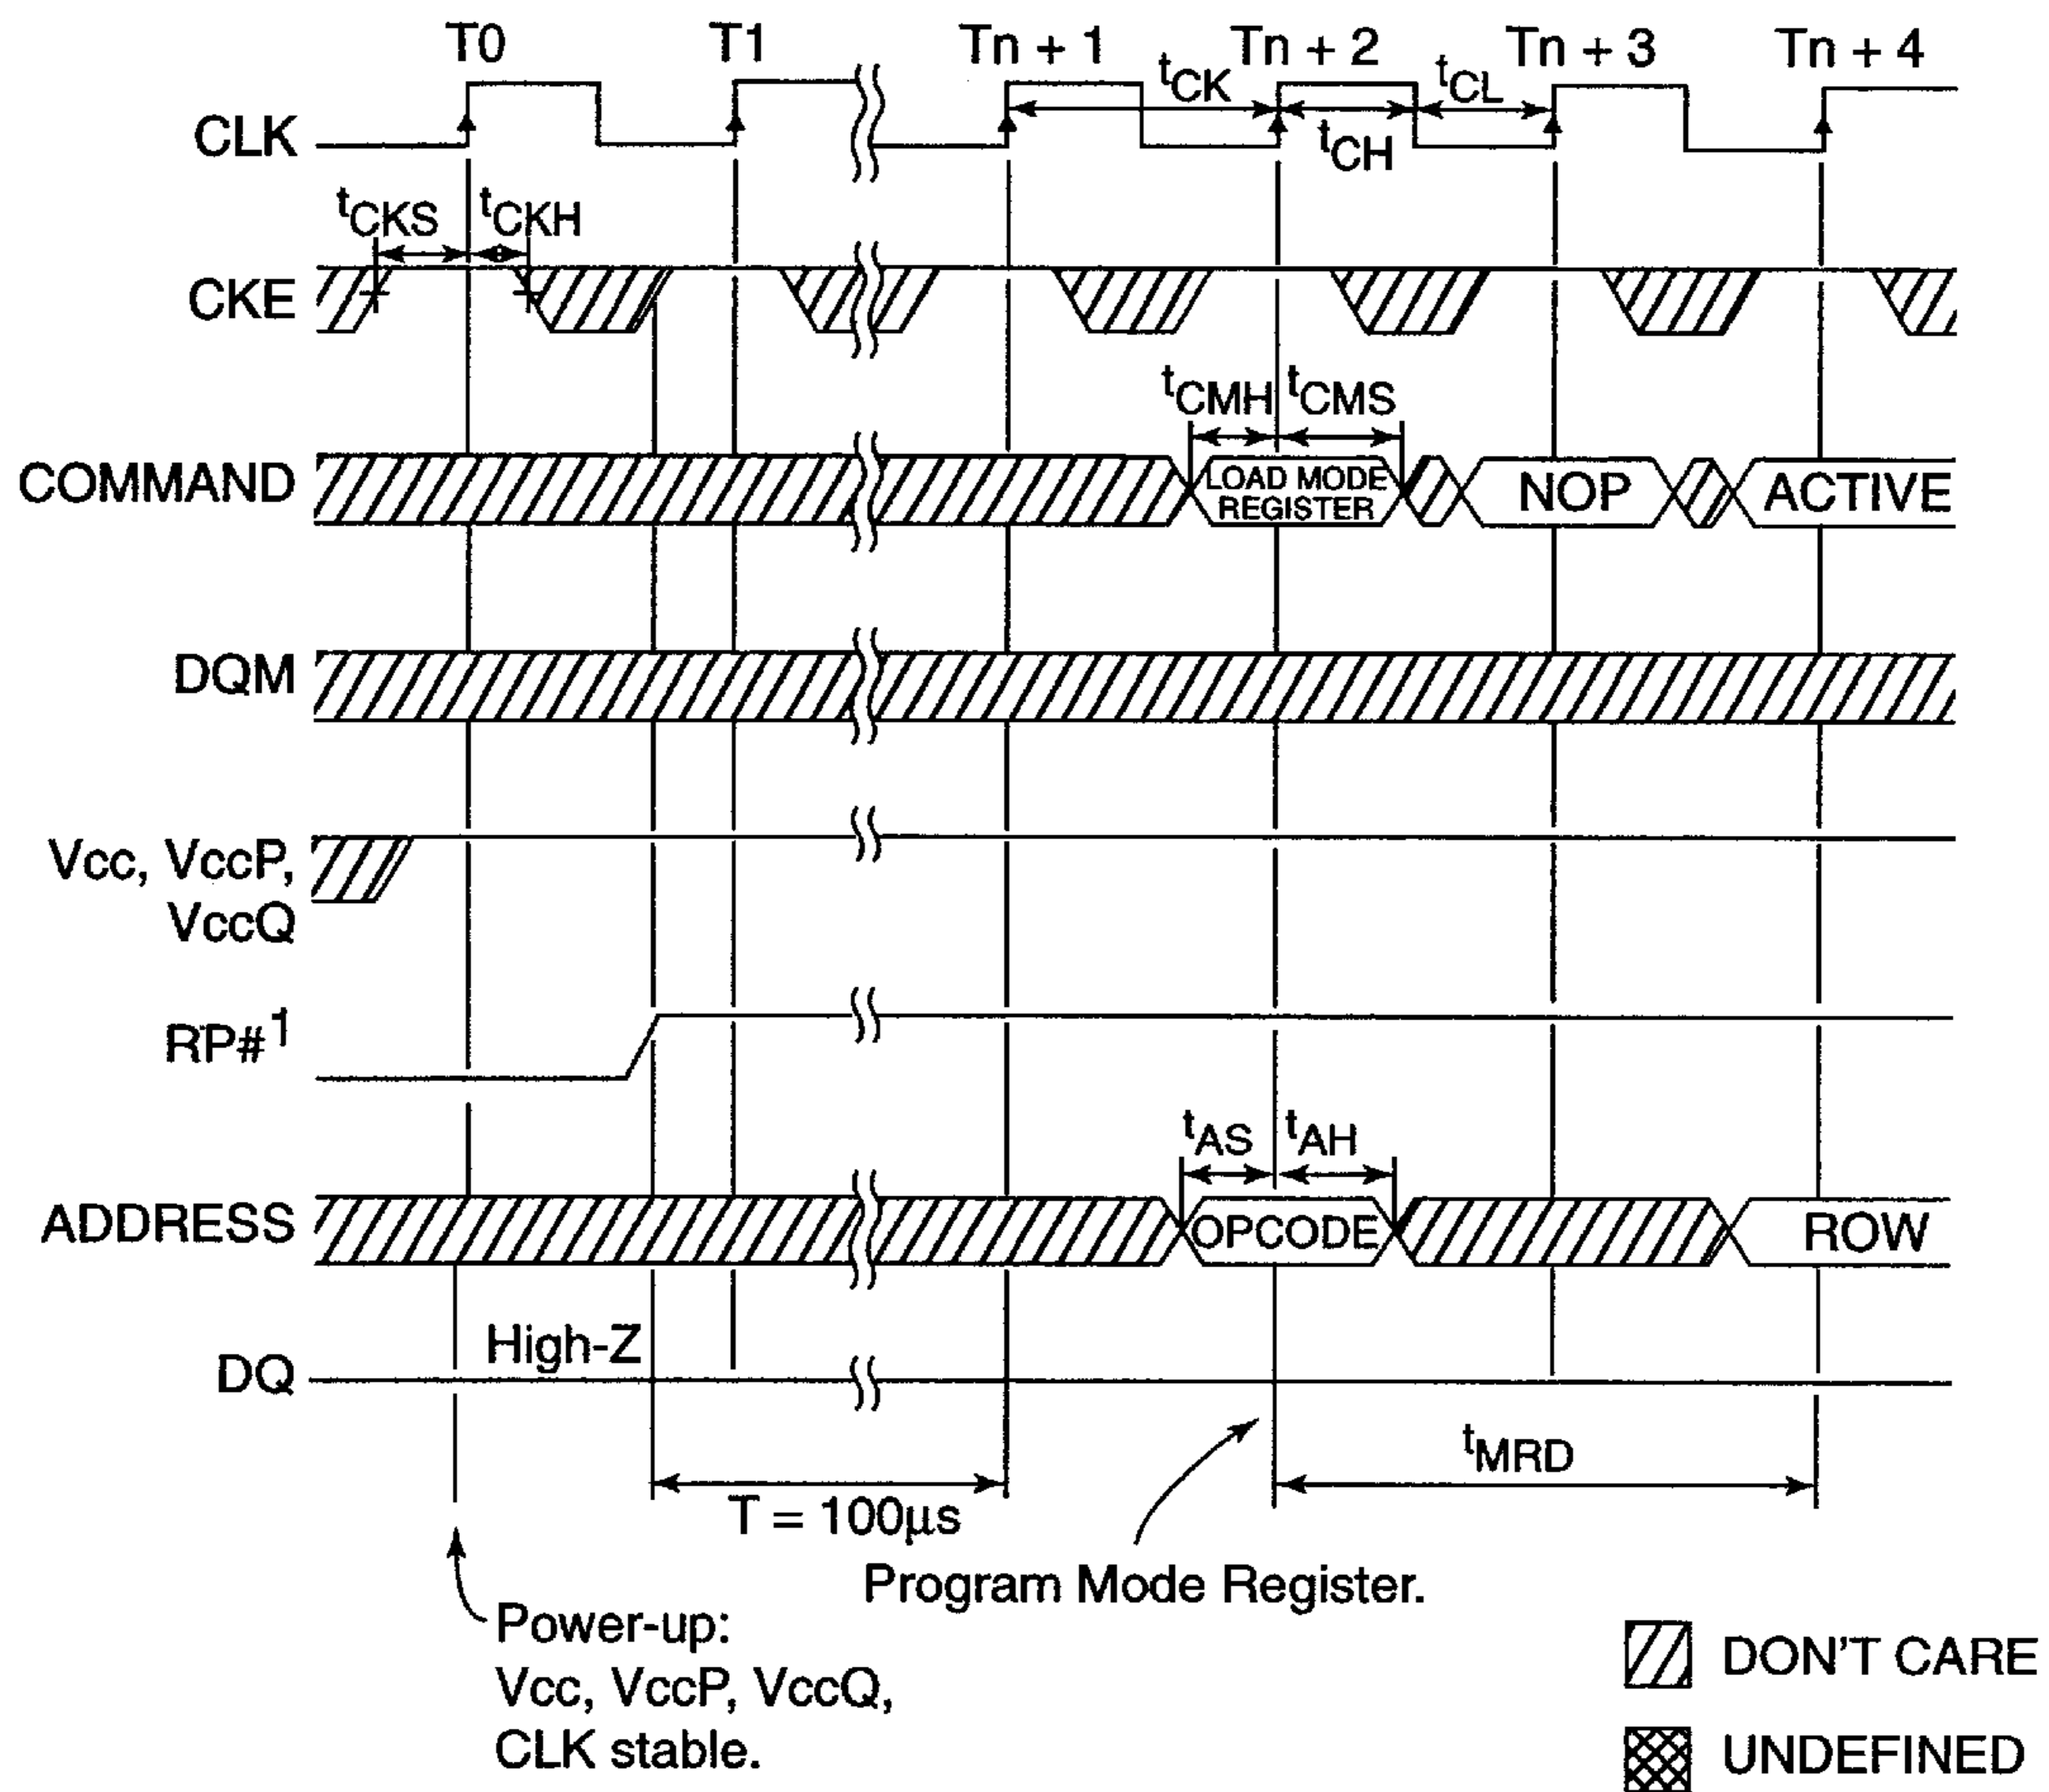 T0 T1 Tn + 1 Tn + 2 Tn + 3 Tn + 4
tCK tCL
CLK
tCH
tCKS tCKH
CKE
tCMH tCMS
COMMAND LOAD MODE REGISTER NOP ACTIVE
DQM
Vcc, VccP,
VccQ
RP#1
tAS tAH
ADDRESS OPCODE ROW
High-Z
DQ
tMRD
T = 100µs
Program Mode Register.
Power-up:
Vcc, VccP, VccQ,
CLK stable.
DON'T CARE
UNDEFINED